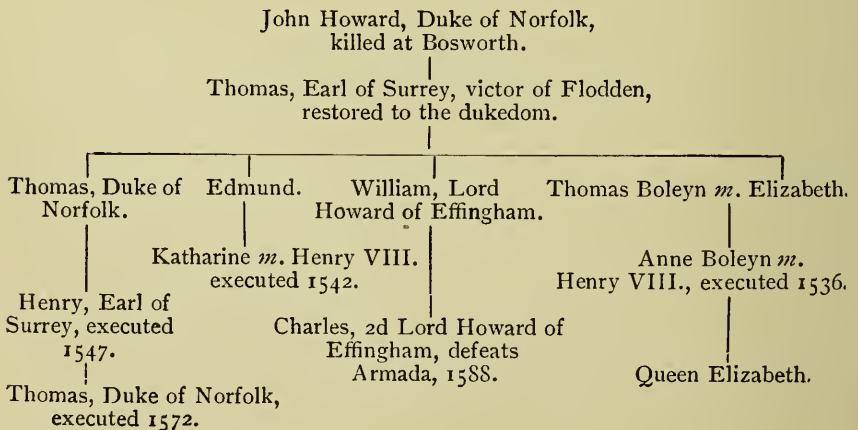 John Howard, Duke of Norfolk,
killed at Bosworth.
Thomas, Earl of Surrey, victor of Flodden,
restored to the dukedom.
Thomas, Duke of
Norfolk.
Edmund.
William, Lord
Howard of Effingham.
Thomas Boleyn m. Elizabeth.
Katharine m. Henry VIII.
executed 1542.
Anne Boleyn m.
Henry VIII., executed 1536.
Henry, Earl of
Surrey, executed
1547.
Charles, 2d Lord Howard of
Effingham, defeats
Armada, 1588.
Queen Elizabeth.
Thomas, Duke of Norfolk,
executed 1572.